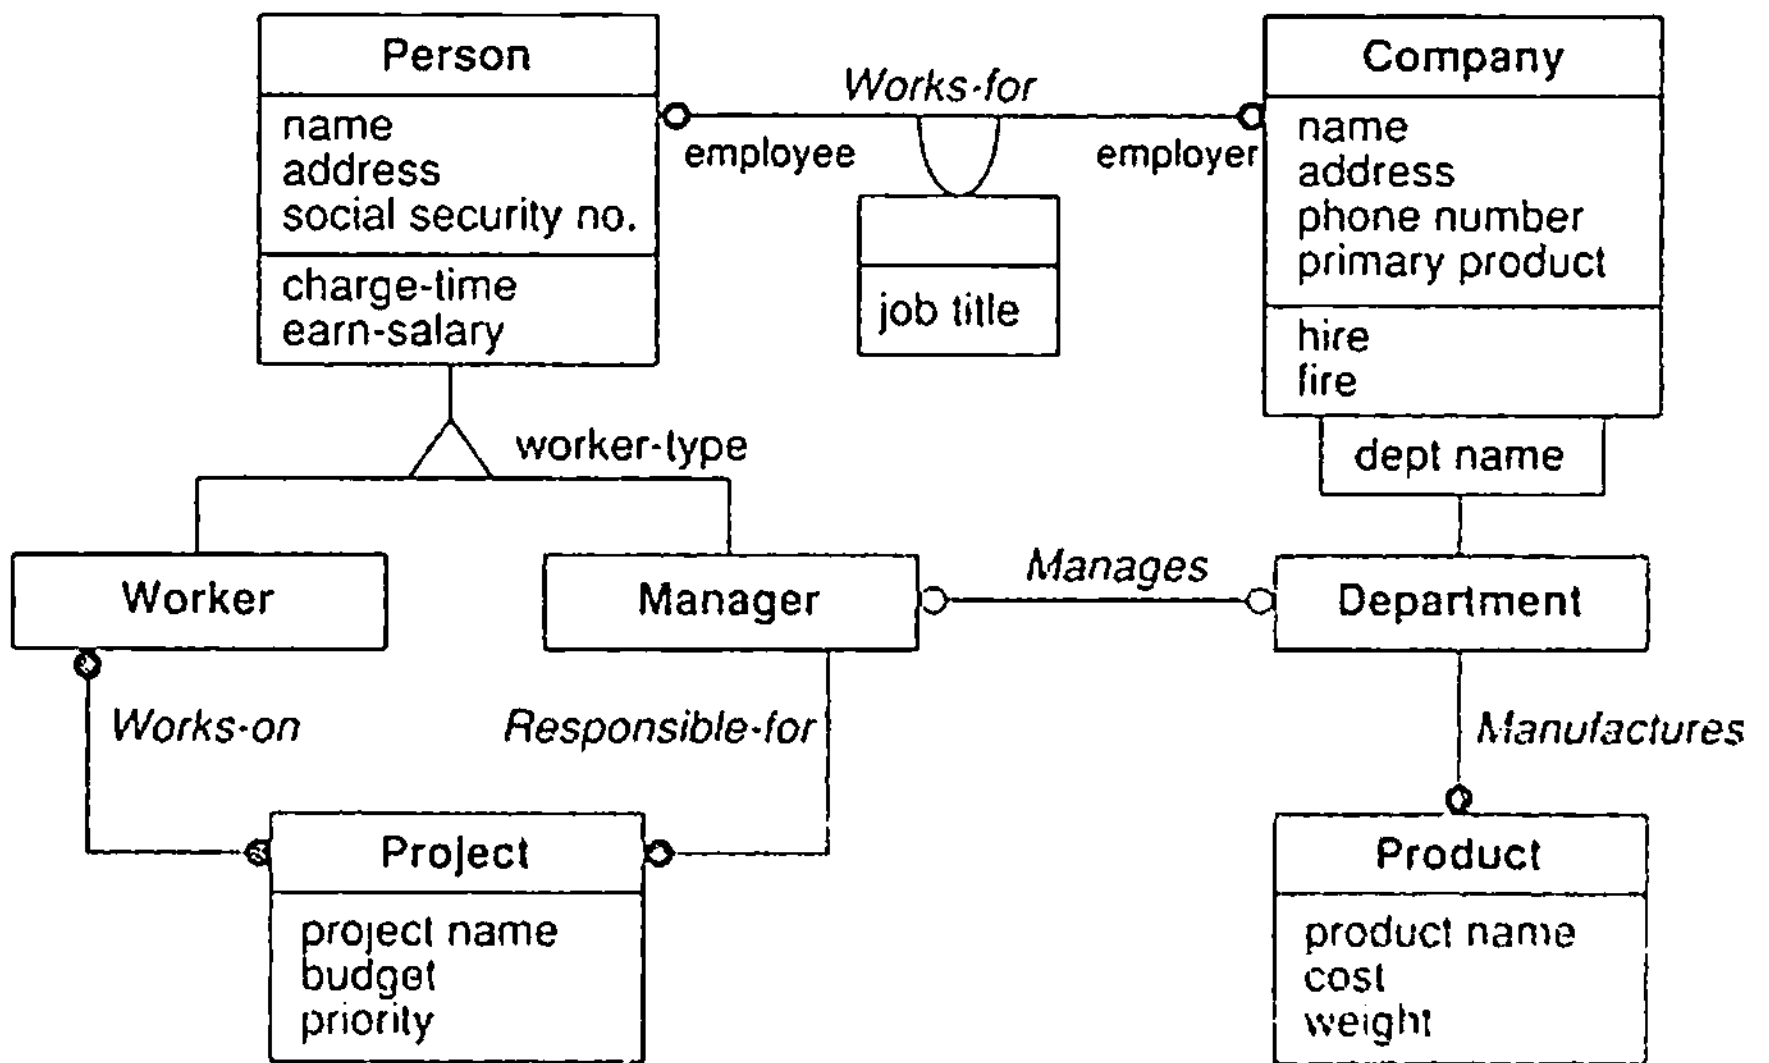 Person
name
address
social security no.
charge-time
earn-salary
Works-for
employee
employer
job title
Company
name
address
phone number
primary product
hire
fire
dept name
worker-type
Worker
Manager
Manages
Department
Works-on
Responsible-for
Manufactures
Project
project name
budget
priority
Product
product name
cost
weight